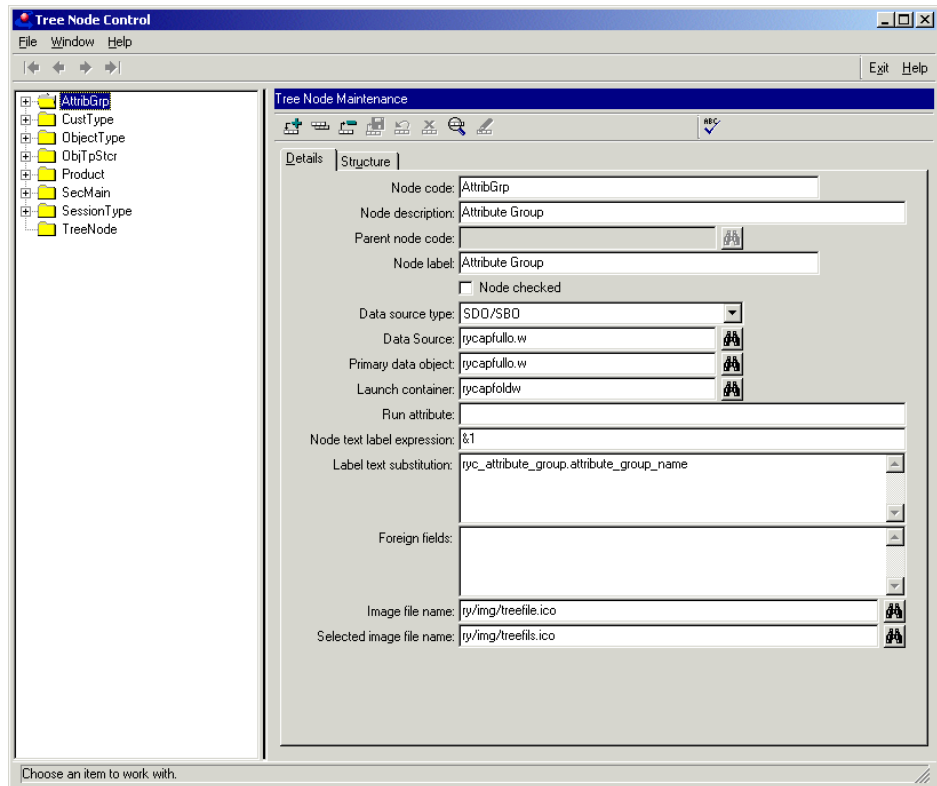 Tree Node Control
File Window Help
Exit Help
AttribGrp
CustType
ObjectType
ObjTpStcr
Product
SecMain
SessionType
TreeNode
Tree Node Maintenance
ABC
Details Structure
Node code: AttribGrp
Node description: Attribute Group
Parent node code:
Node label: Attribute Group
Node checked
Data source type: SDO/SBO
Data Source: rycapfullo.w
Primary data object: rycapfullo.w
Launch container: rycapfoldw
Run attribute:
Node text label expression: &1
Label text substitution: ryc_attribute_group.attribute_group_name
Foreign fields:
Image file name: ry/img/treefile.ico
Selected image file name: ry/img/treefils.ico
Choose an item to work with.